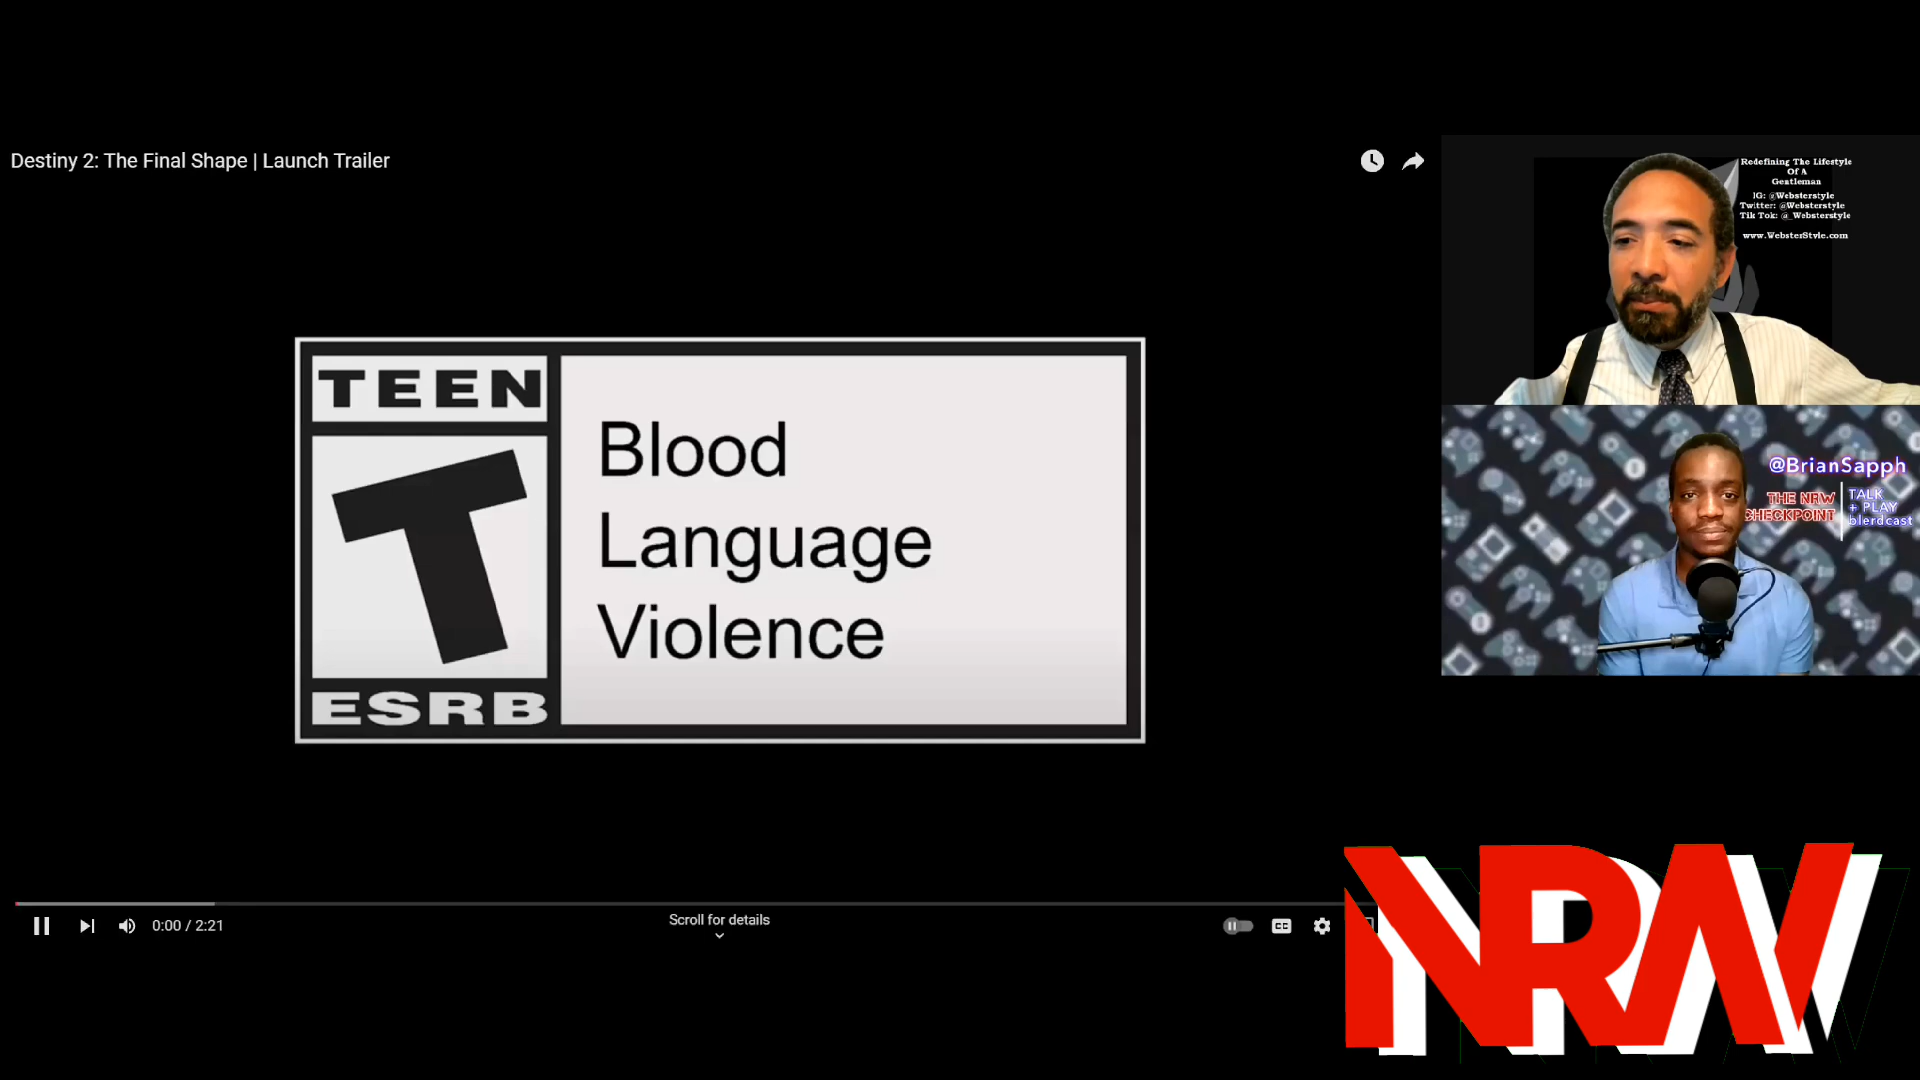 Destiny 2: The Final Shape | Launch Trailer
TEEN
T
ESRB
Blood
Language
Violence
0:00 / 2:21
Scroll for details
CC
Redefining The Lifestyle
Of A
Gentleman
IG: @Websterstyle
Twitter: @Websterstyle
Tik Tok: @_Websterstyle
www.WebsterStyle.com
@BrianSapph
THE NRW
CHECKPOINT
TALK
+ PLAY
blerdcast
NRW